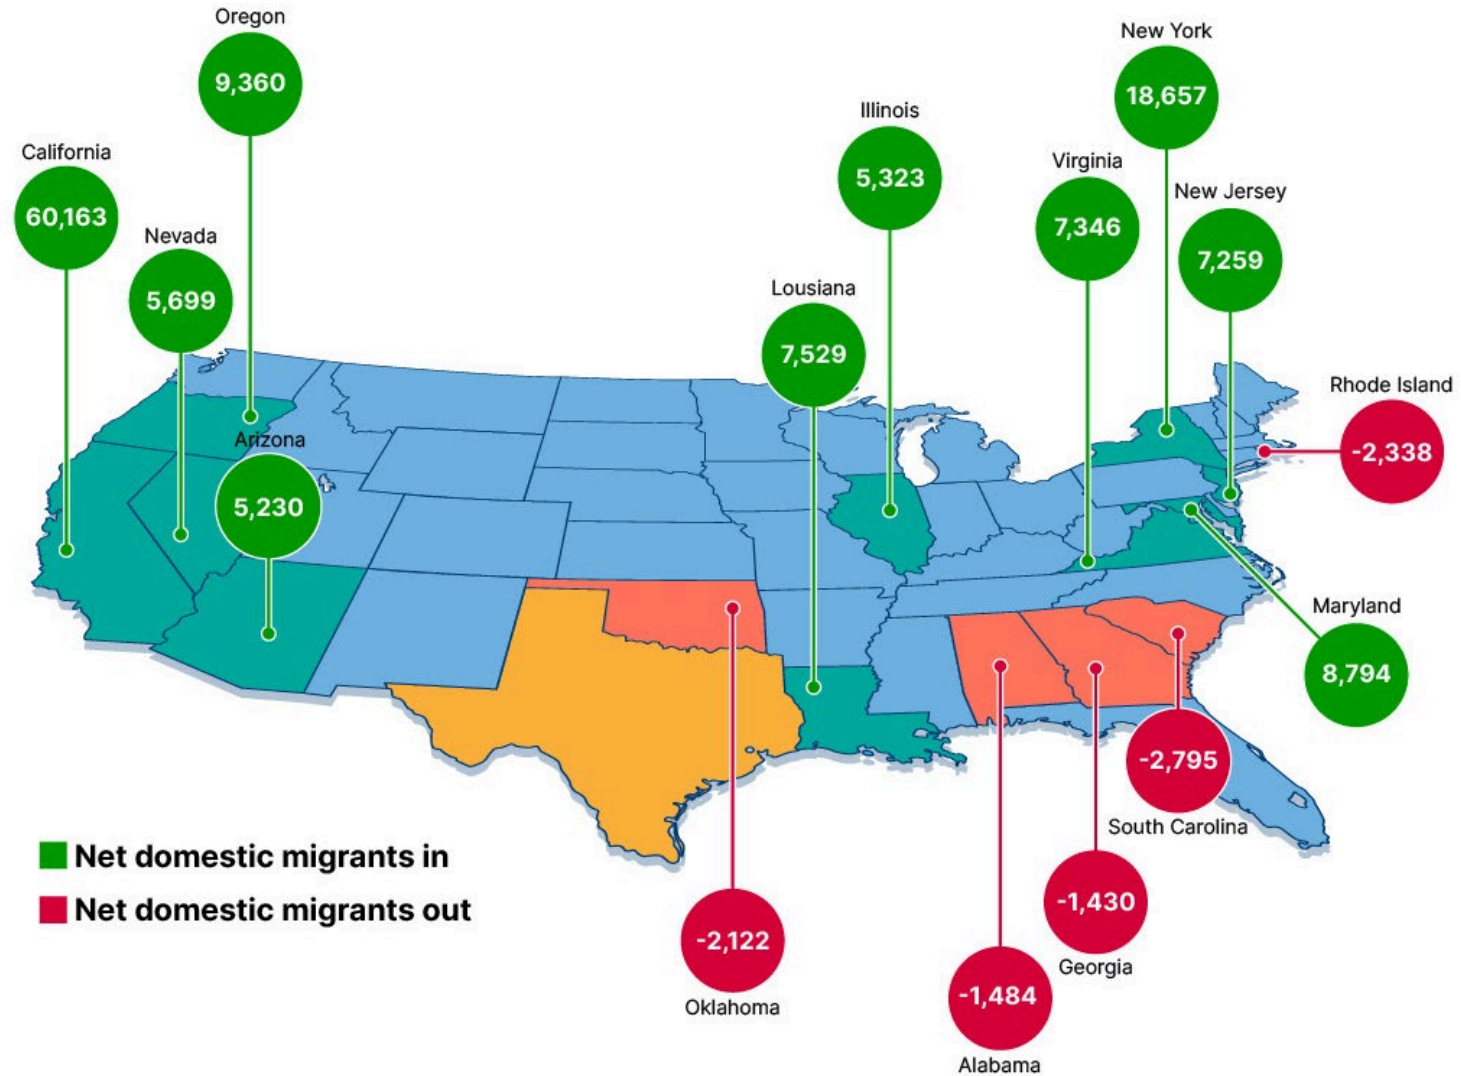 Oregon
9,360
New York
18,657
Illinois
5,323
California
60,163
Virginia
7,346
New Jersey
7,259
Nevada
5,699
Lousiana
7,529
Rhode Island
-2,338
Arizona
5,230
Maryland
8,794
-2,795
South Carolina
Net domestic migrants in
Net domestic migrants out
-2,122
Oklahoma
-1,430
Georgia
-1,484
Alabama